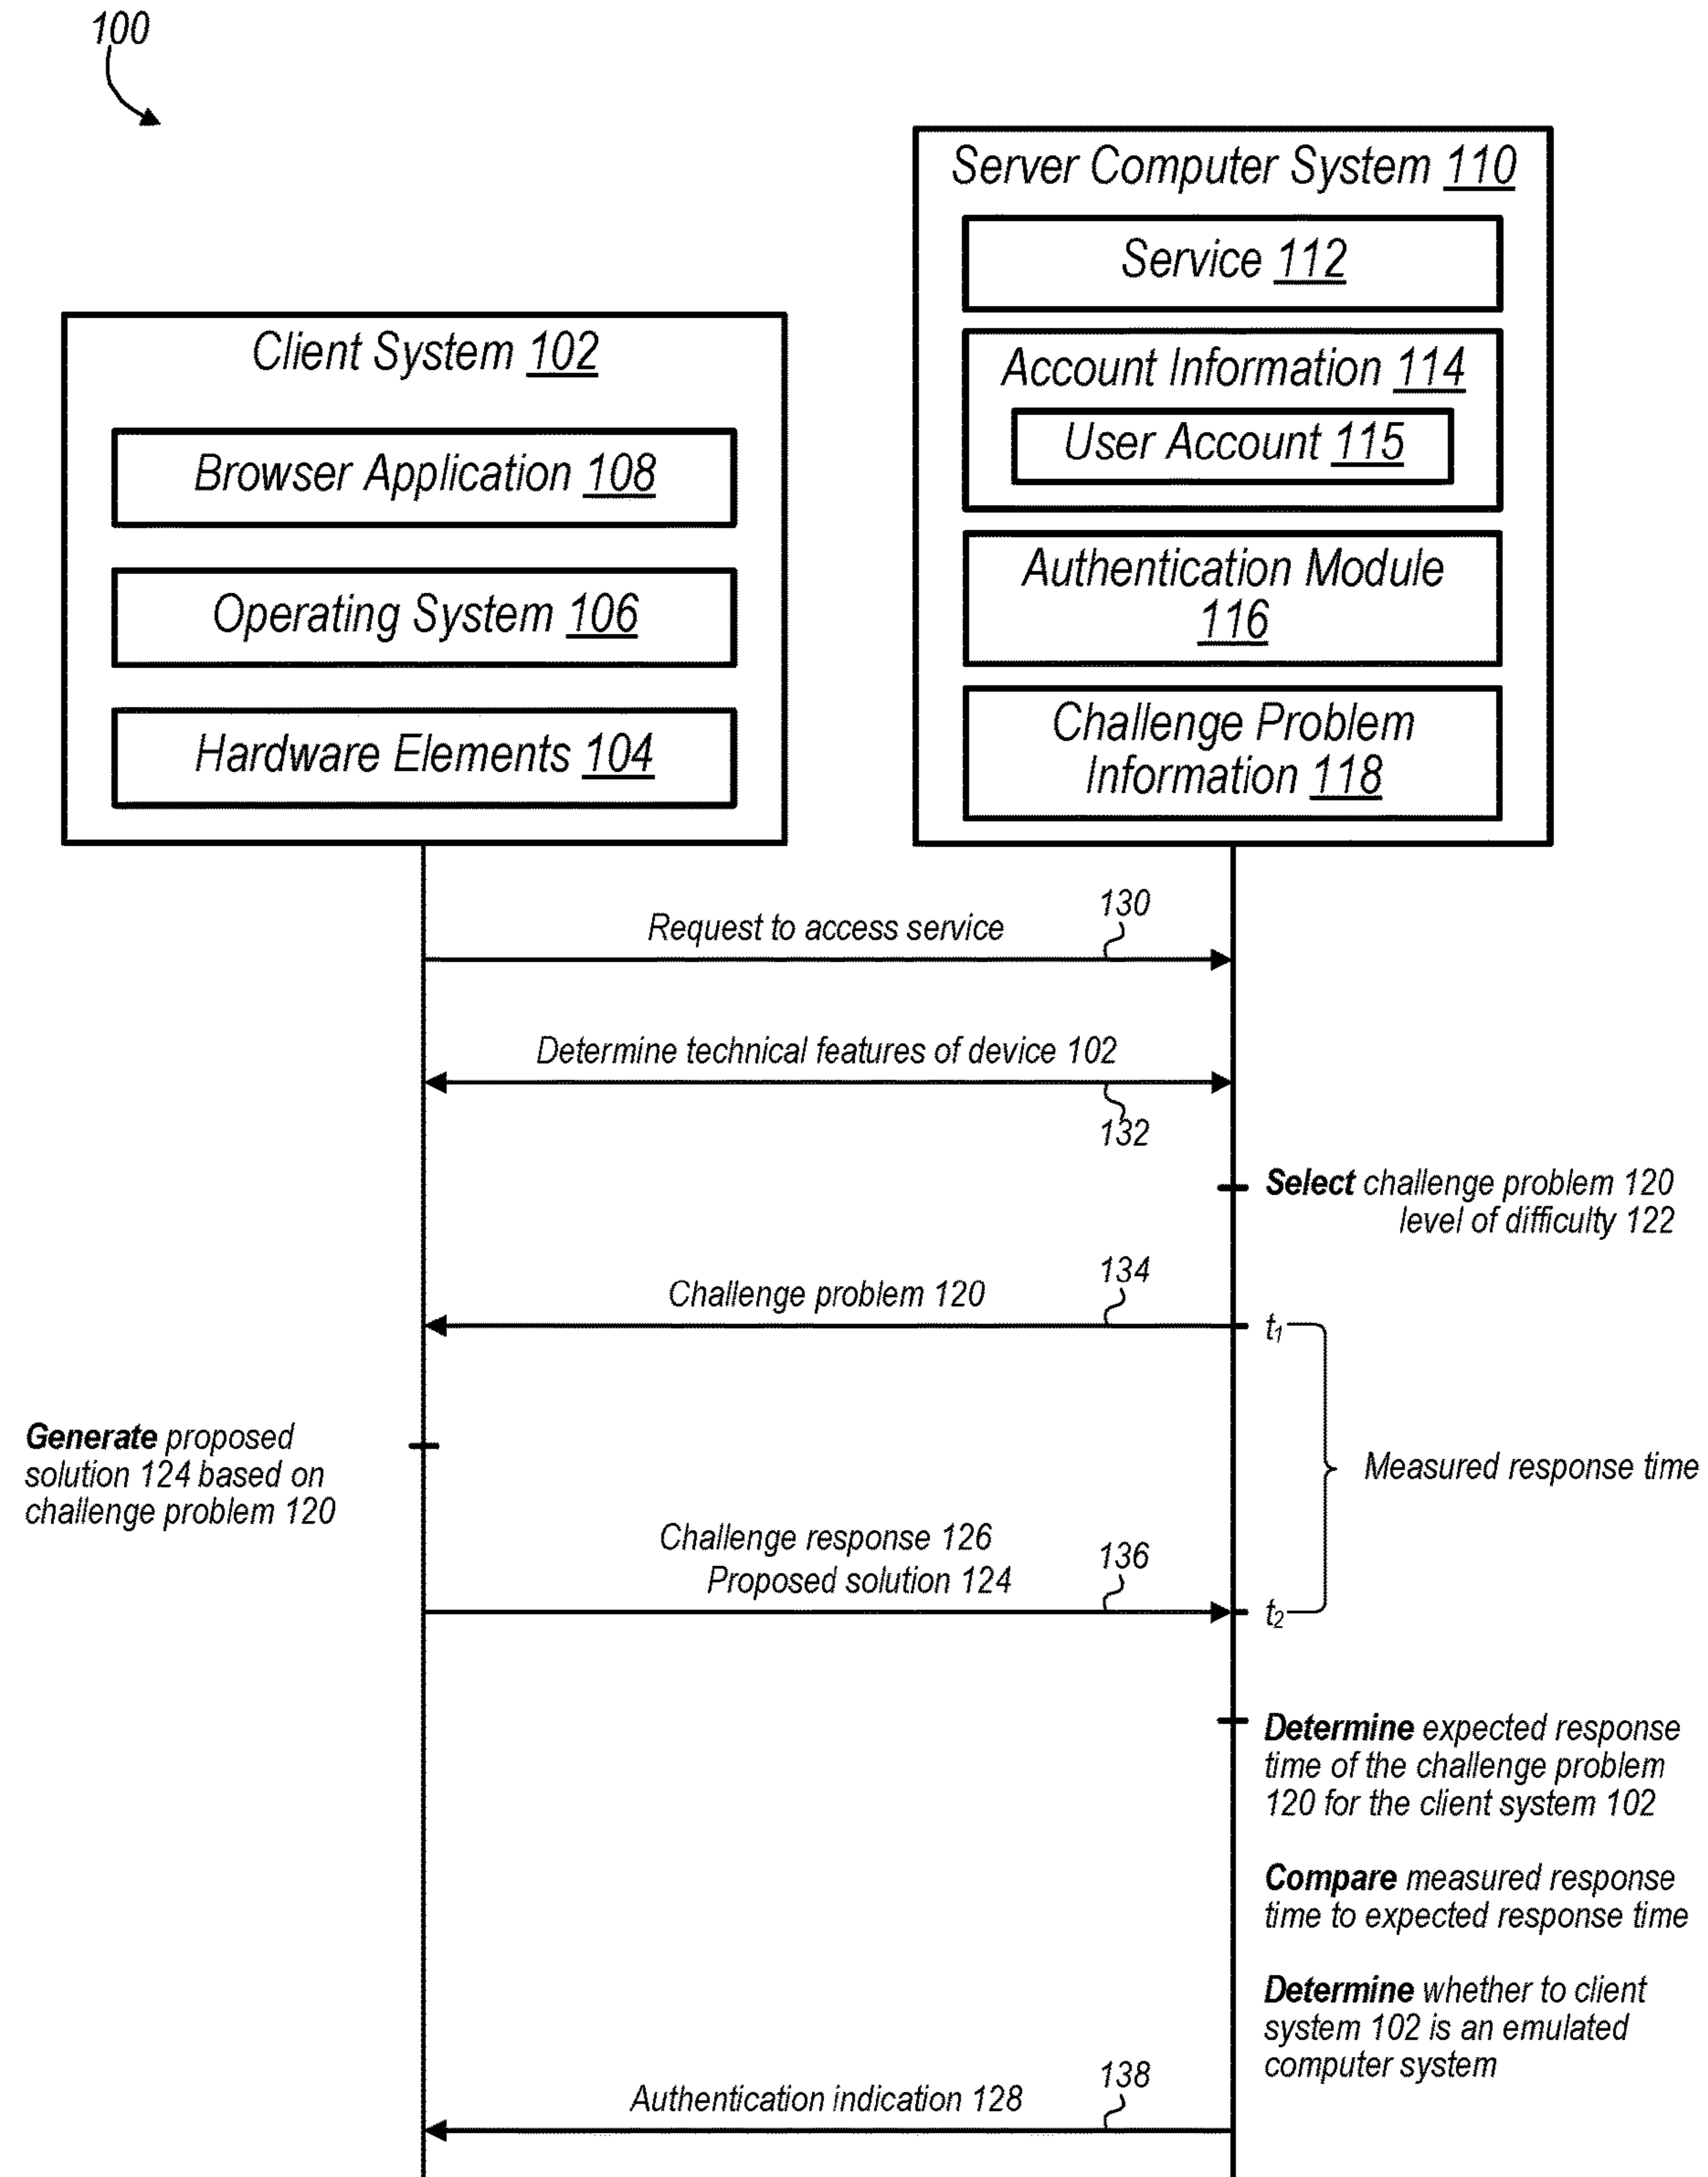 100
Server Computer System 110
Service 112
Account Information 114
User Account 115
Authentication Module
116
Challenge Problem
Information 118
Client System 102
Browser Application 108
Operating System 106
Hardware Elements 104
130
Request to access service
Determine technical features of device 102
132
Select challenge problem 120
level of difficulty 122
134
Challenge problem 120
t1
Generate proposed
solution 124 based on
challenge problem 120
Measured response time
Challenge response 126
Proposed solution 124
136
t2
Determine expected response
time of the challenge problem
120 for the client system 102
Compare measured response
time to expected response time
Determine whether to client
system 102 is an emulated
computer system
138
Authentication indication 128